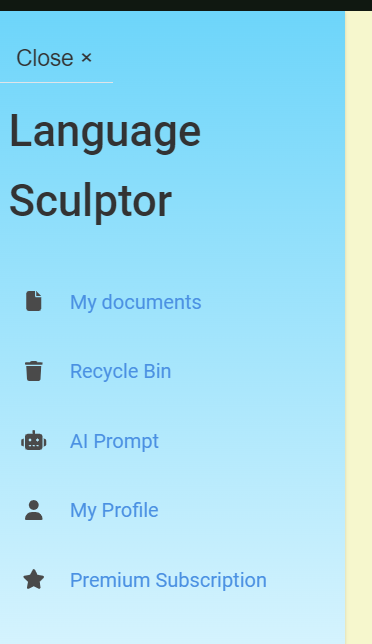 Close ×
Language
Sculptor
My documents
Recycle Bin
AI Prompt
My Profile
Premium Subscription